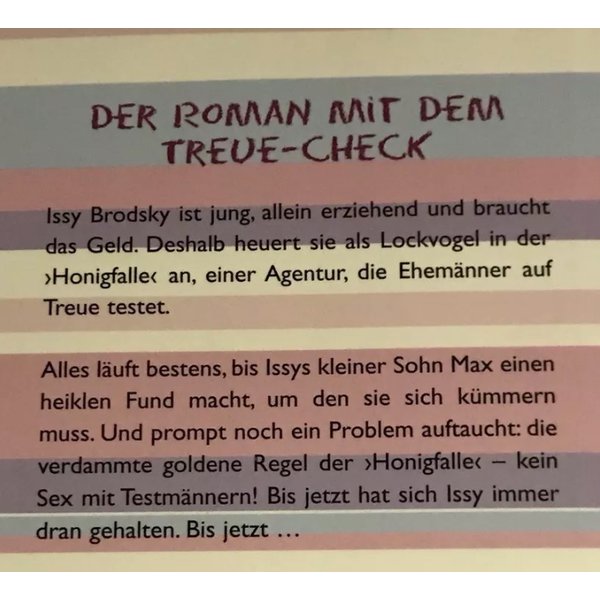 DER ROMAN MIT DEM
TREUE-CHECK
Issy Brodsky ist jung, allein erziehend und braucht
das Geld. Deshalb heuert sie als Lockvogel in der
›Honigfalle‹ an, einer Agentur, die Ehemänner auf
Treue testet.
Alles läuft bestens, bis Issys kleiner Sohn Max einen
heiklen Fund macht, um den sie sich kümmern
muss. Und prompt noch ein Problem auftaucht: die
verdammte goldene Regel der ›Honigfalle‹ – kein
Sex mit Testmännern! Bis jetzt hat sich Issy immer
dran gehalten. Bis jetzt …